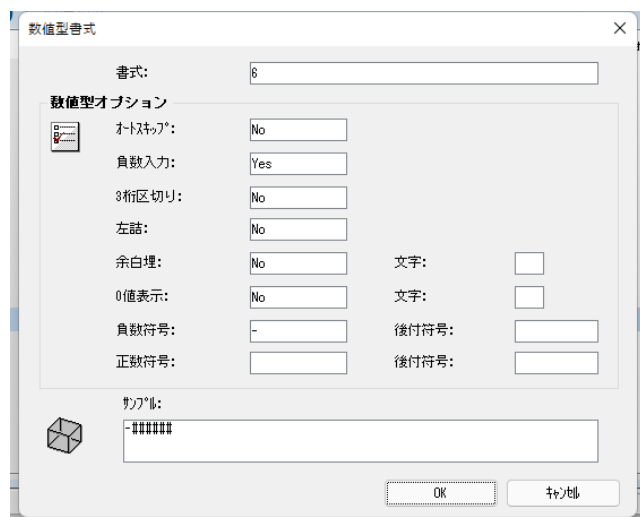 数値型書式
書式: 6
数値型オプション
ｵｰﾄｽｷｯﾌﾟ: No
負数入力: Yes
3桁区切り: No
左詰: No
余白埋: No 文字:
0値表示: No 文字:
負数符号: - 後付符号:
正数符号: 後付符号:
ｻﾝﾌﾟﾙ:
-######
OK ｷｬﾝｾﾙ